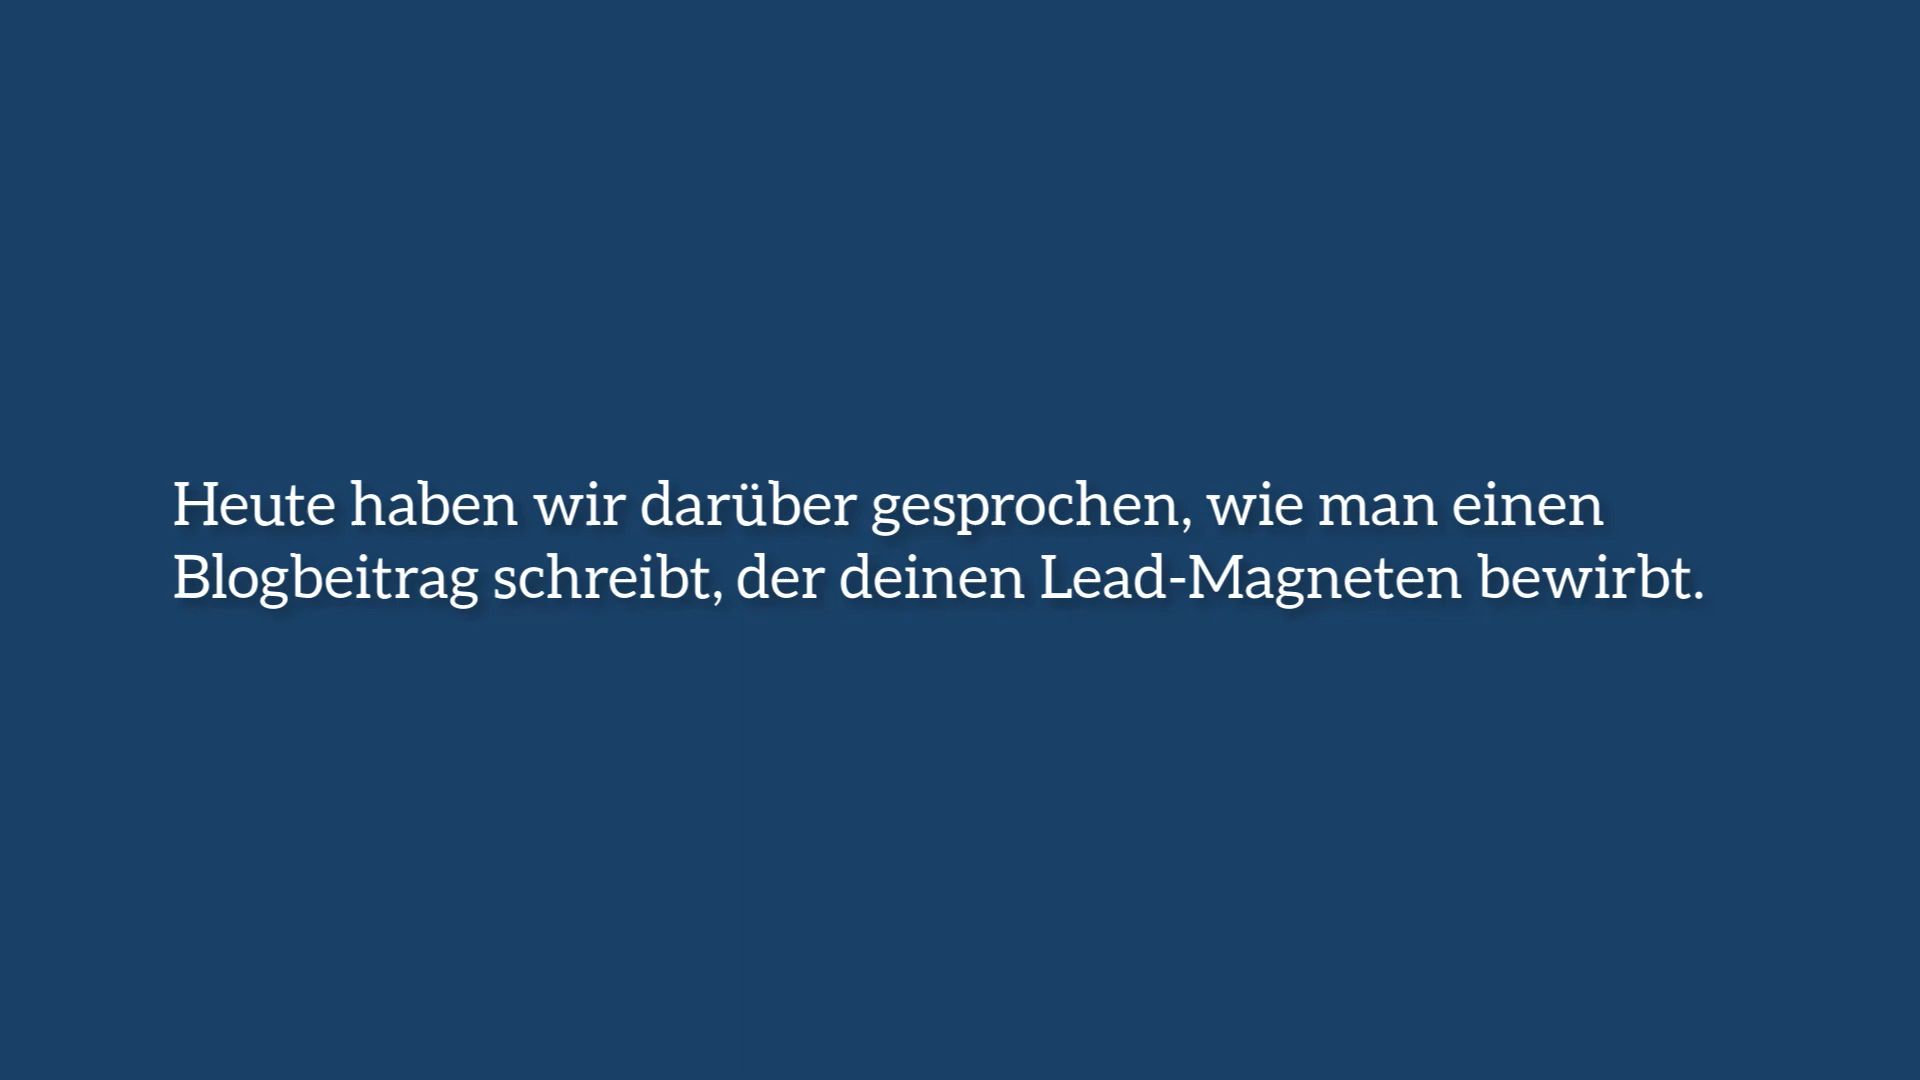 Heute haben wir darüber gesprochen, wie man einen
Blogbeitrag schreibt, der deinen Lead-Magneten bewirbt.